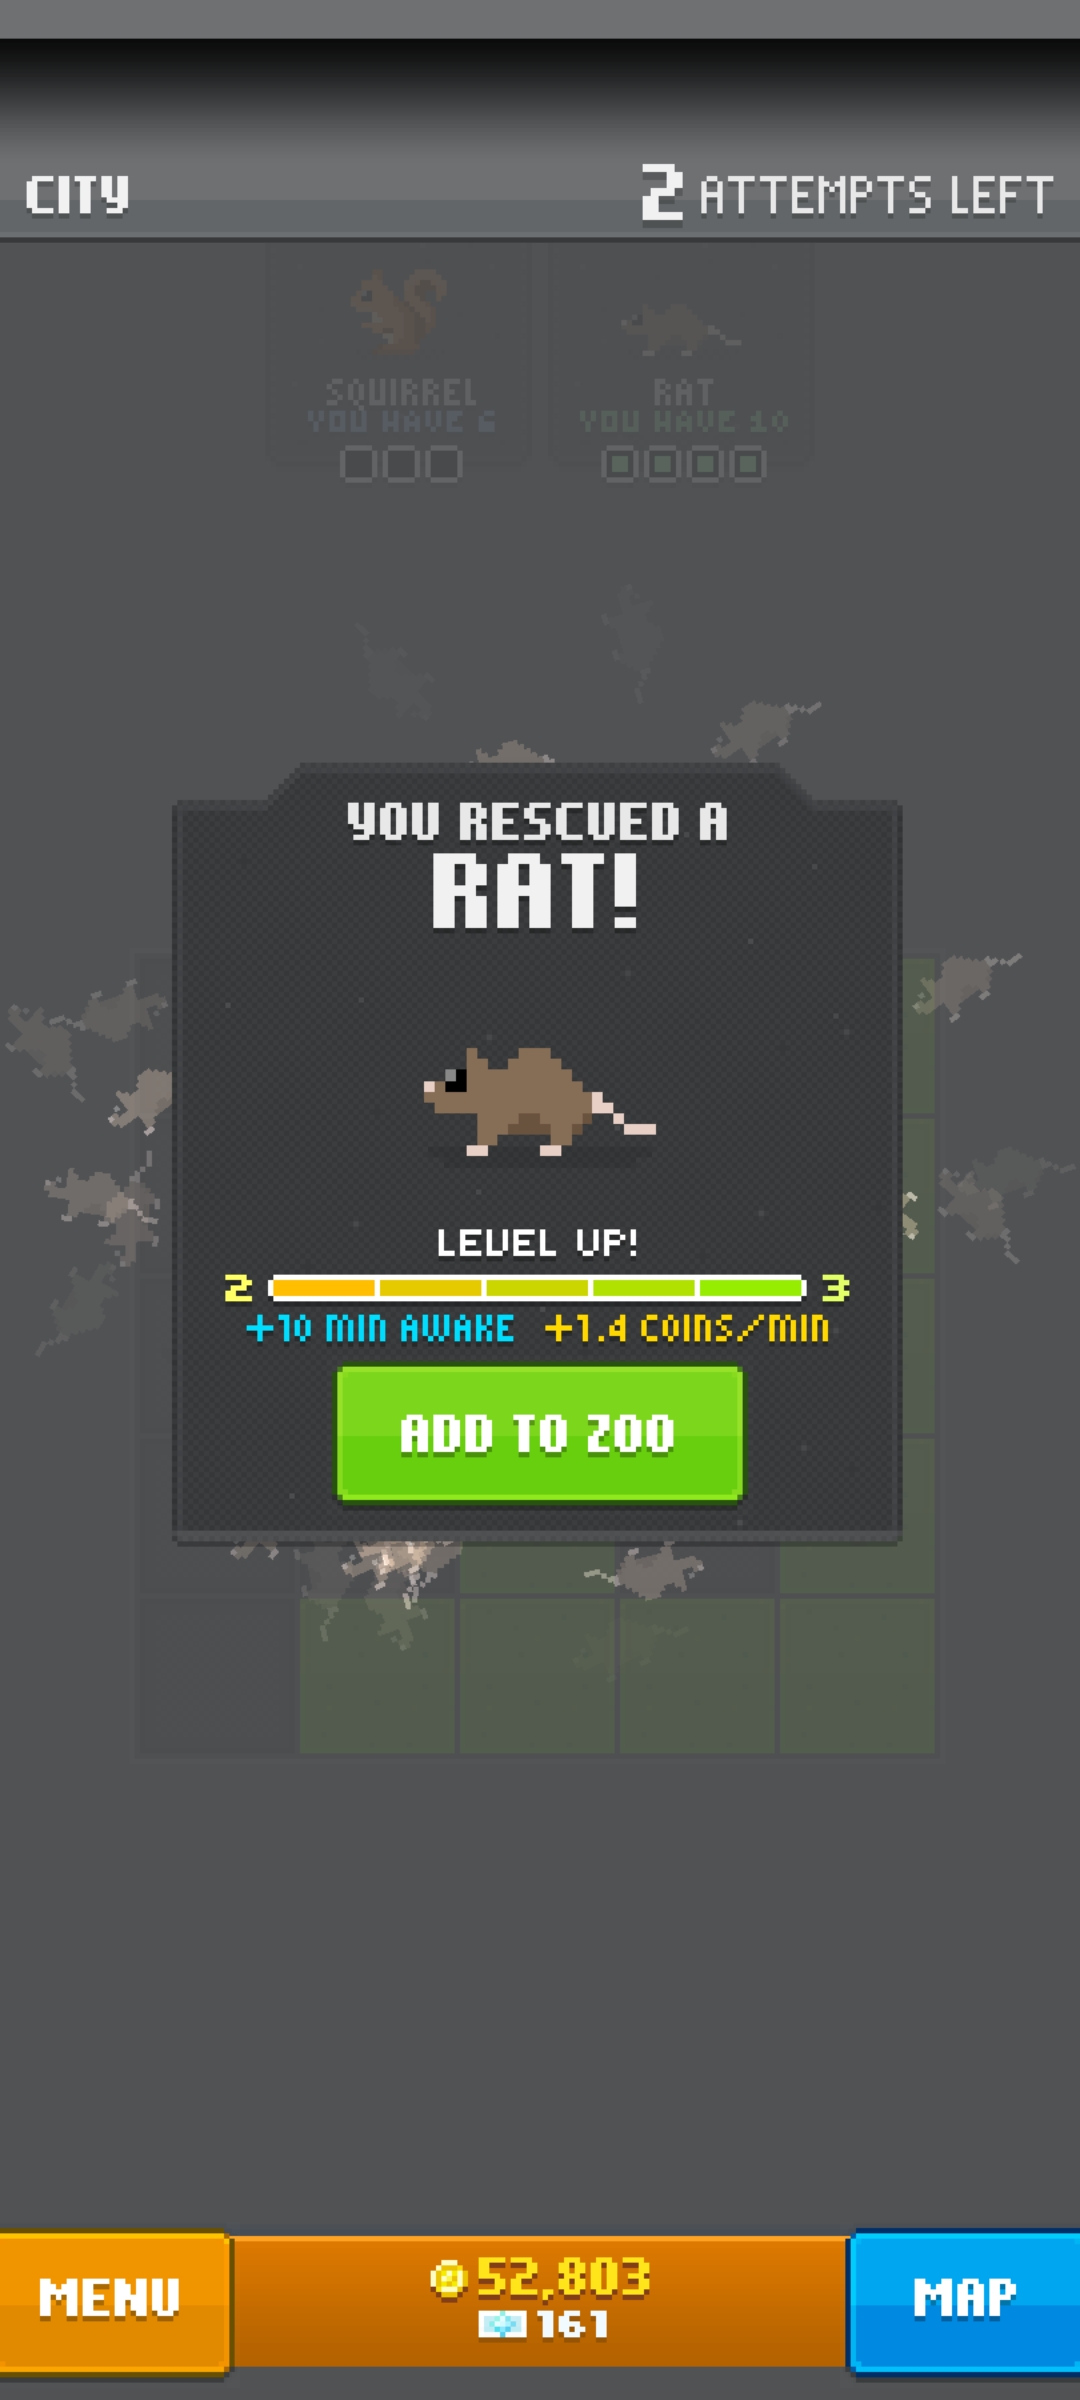 CITY
2 ATTEMPTS LEFT
SQUIRREL
YOU HAVE 6
RAT
YOU HAVE 10
YOU RESCUED A
RAT!
LEVEL UP!
2 3
+10 MIN AWAKE +1.4 COINS/MIN
ADD TO ZOO
MENU
52,803
161
MAP